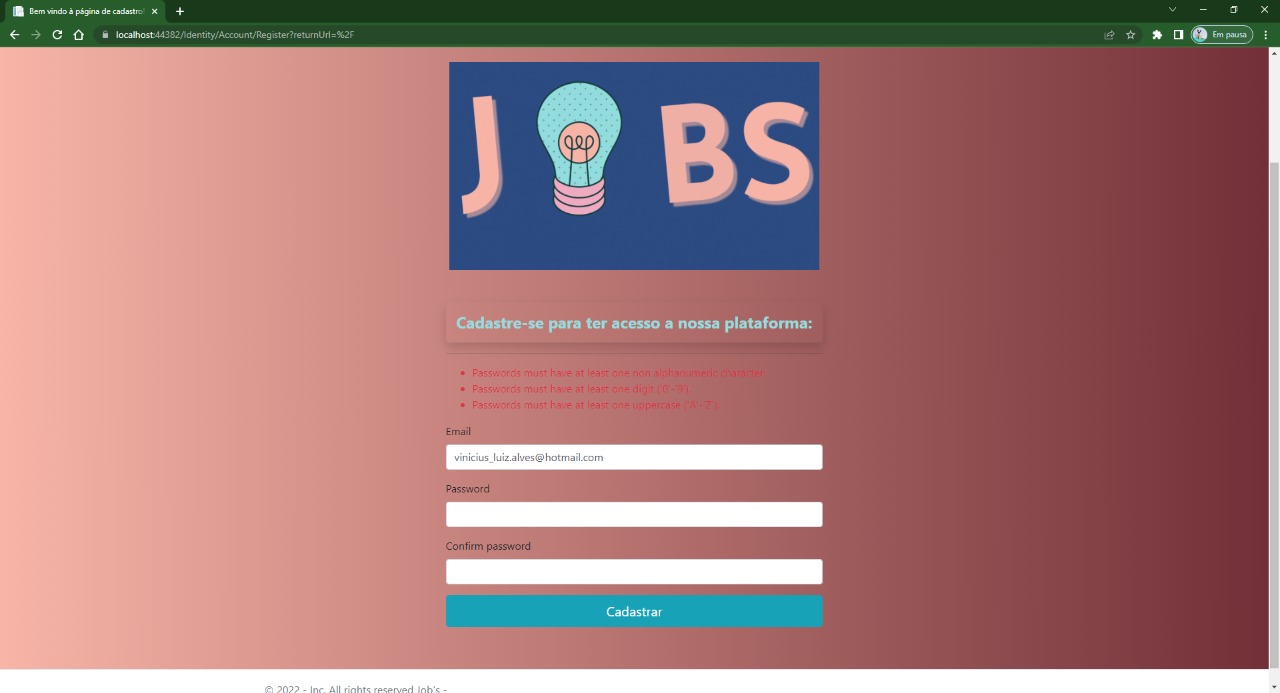 Bem vindo à página de cadastro!
localhost:44382/Identity/Account/Register?returnUrl=%2F
Em pausa
J BS
Cadastre-se para ter acesso a nossa plataforma:
Passwords must have at least one non alphanumeric character.
Passwords must have at least one digit ('0'-'9').
Passwords must have at least one uppercase ('A'-'Z').
Email
vinicius_luiz.alves@hotmail.com
Password
Confirm password
Cadastrar
© 2022 - Inc. All rights reserved Job's -